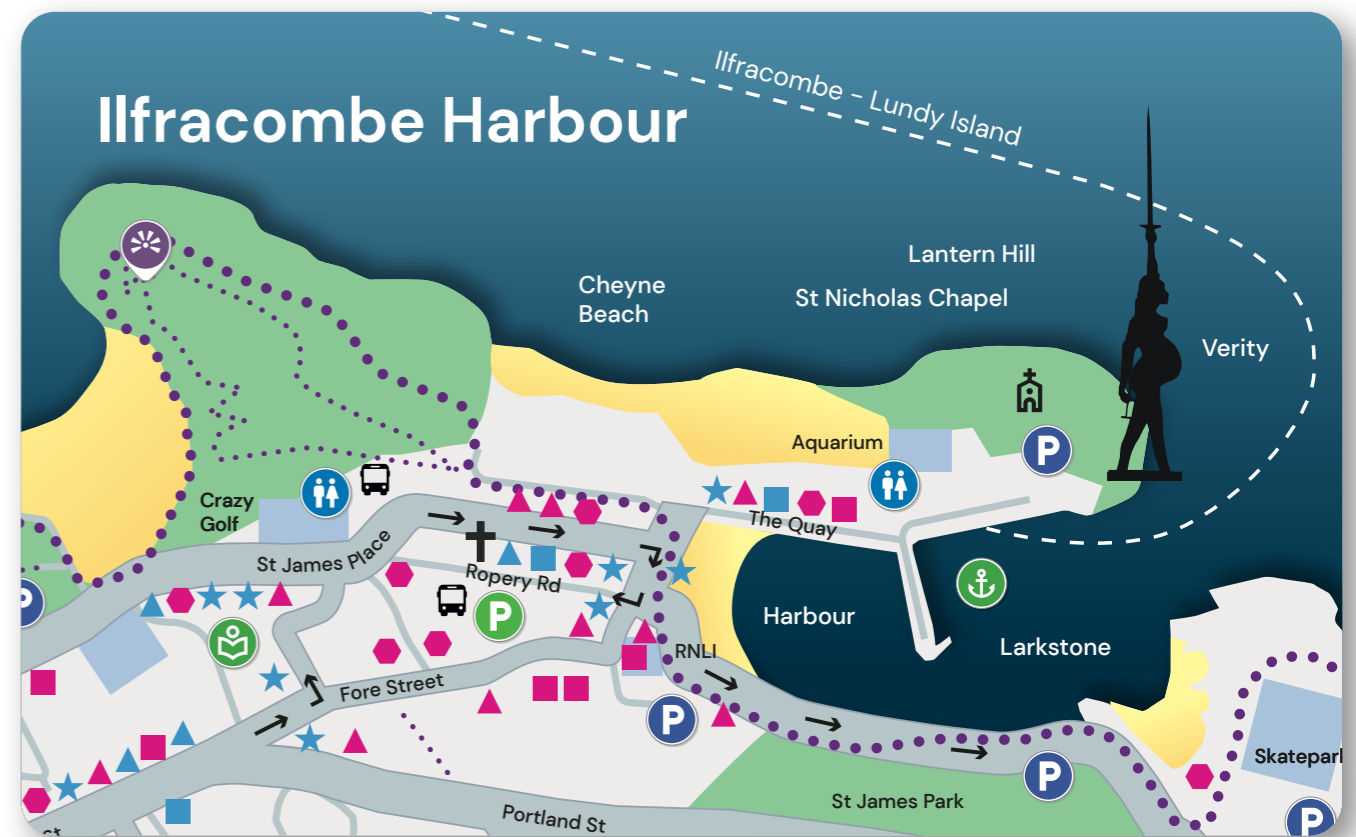 Ilfracombe - Lundy Island
Ilfracombe Harbour
Lantern Hill
Cheyne
Beach
St Nicholas Chapel
Verity
Aquarium
P
Crazy
Golf
The Quay
St James Place
Ropery Rd
P
P
Harbour
Larkstone
RNLI
Fore Street
P
Skatepark
P
St James Park
Portland St
P
st